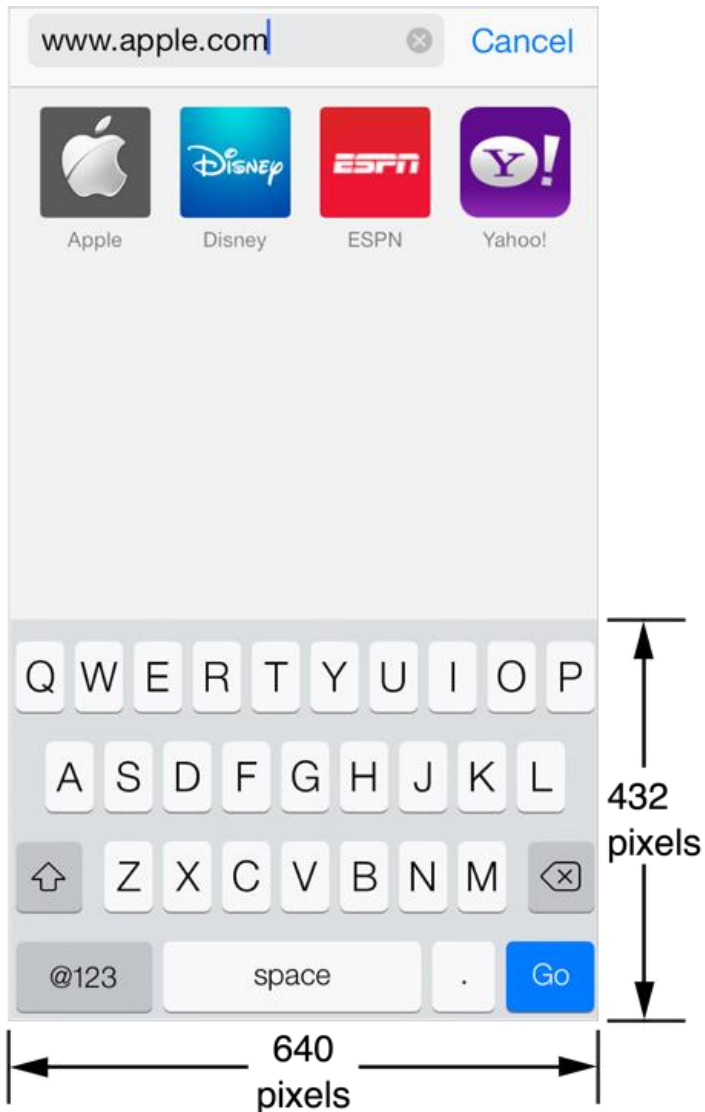 www.apple.com Cancel
Disney ESPN Y!
Apple Disney ESPN Yahoo!
Q W E R T Y U I O P
A S D F G H J K L
432
pixels
Z X C V B N M
@123 space . Go
640
pixels